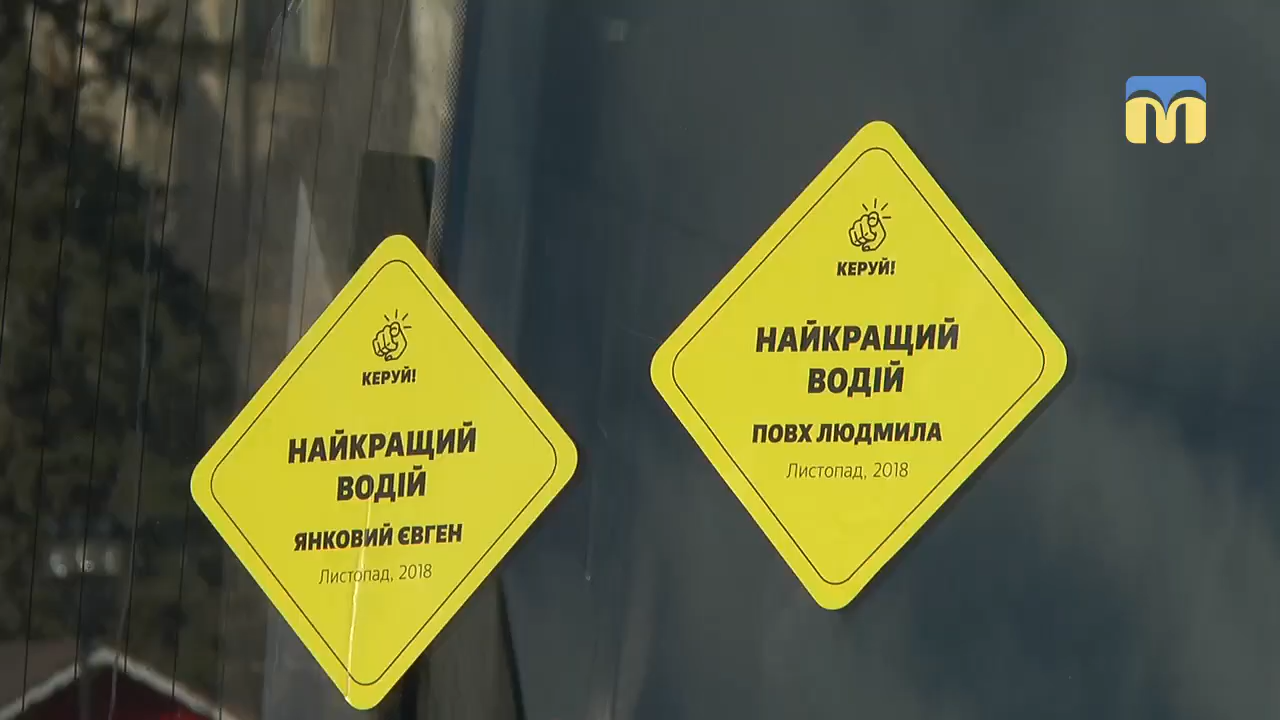 КЕРУЙ!
НАЙКРАЩИЙ
ВОДІЙ
ЯНКОВИЙ ЄВГЕН
Листопад, 2018
КЕРУЙ!
НАЙКРАЩИЙ
ВОДІЙ
ПОВХ ЛЮДМИЛА
Листопад, 2018